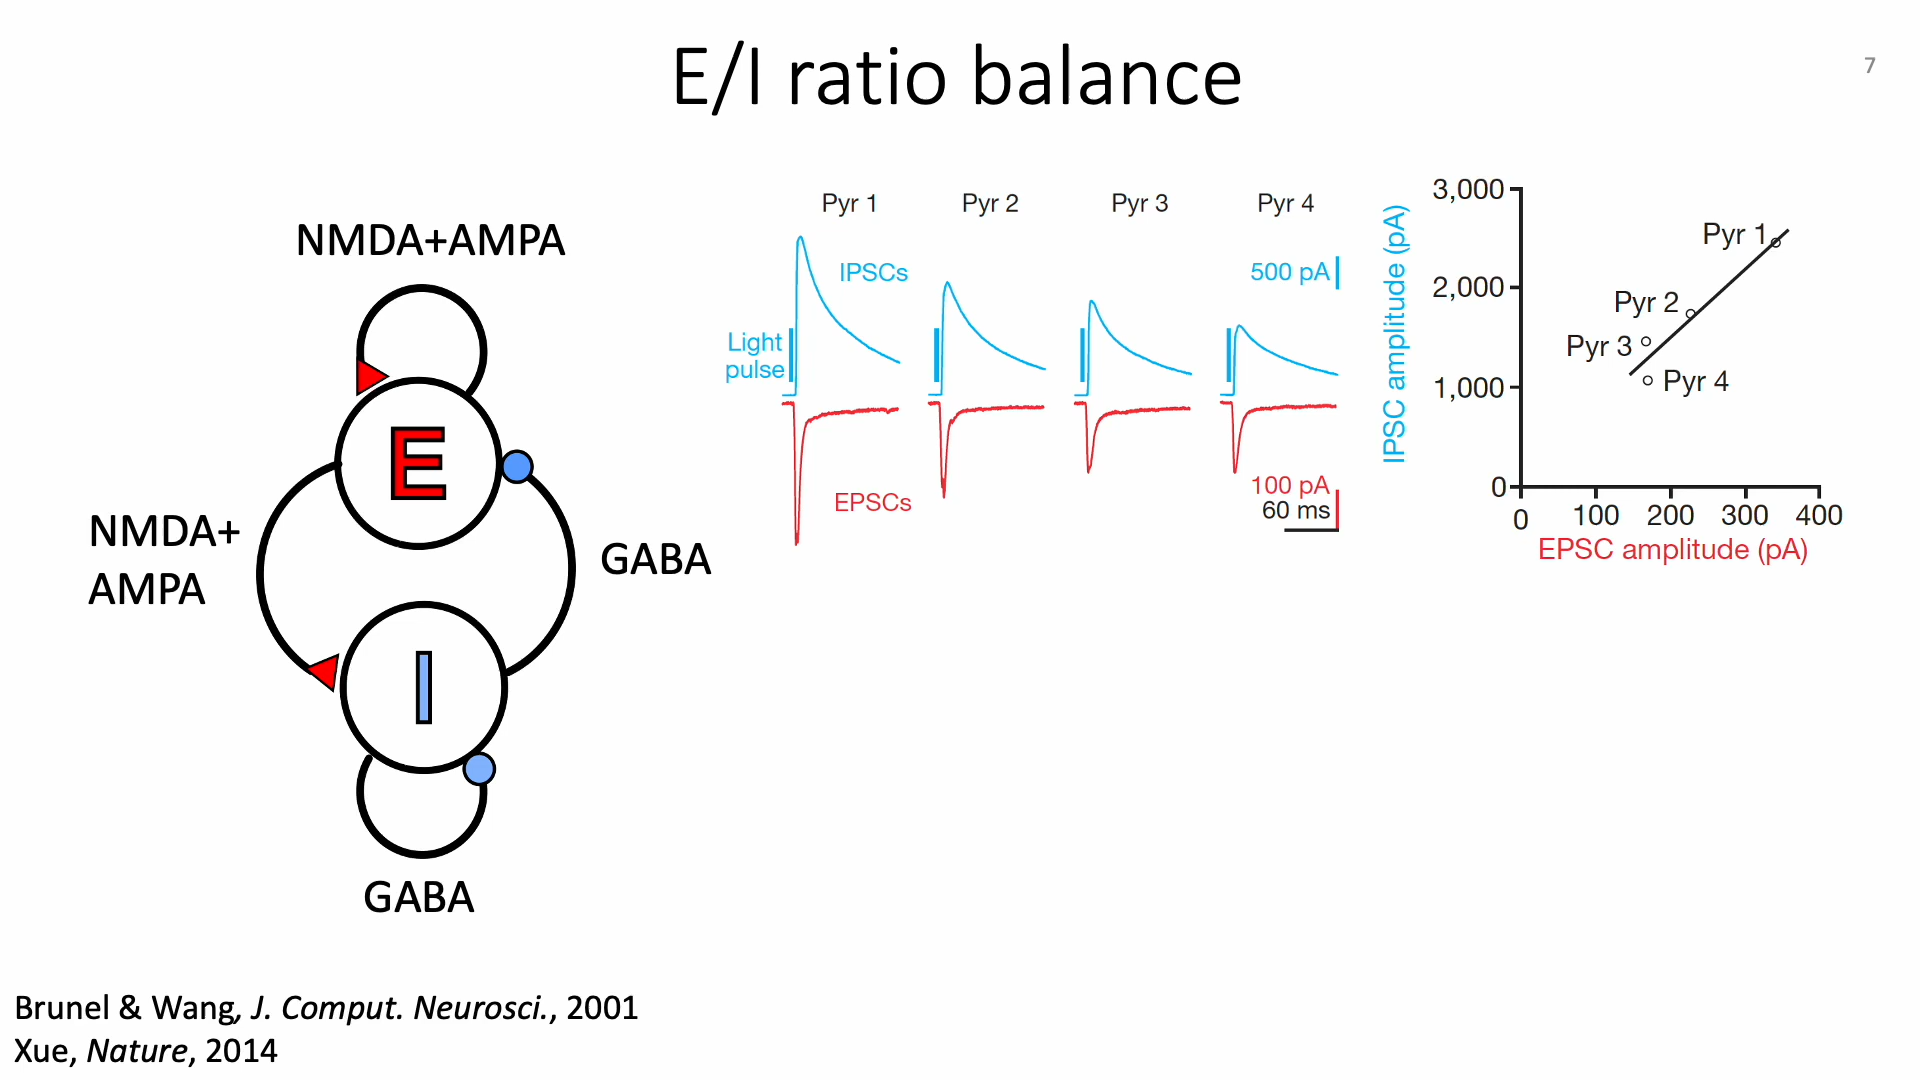 E/I ratio balance
7
NMDA+AMPA
E
NMDA+
AMPA
GABA
I
GABA
Pyr 1
Pyr 2
Pyr 3
Pyr 4
IPSCs
500 pA
Light
pulse
EPSCs
100 pA
60 ms
IPSC amplitude (pA)
3,000
2,000
1,000
0
Pyr 1
Pyr 2
Pyr 3
Pyr 4
0 100 200 300 400
EPSC amplitude (pA)
Brunel & Wang, J. Comput. Neurosci., 2001
Xue, Nature, 2014